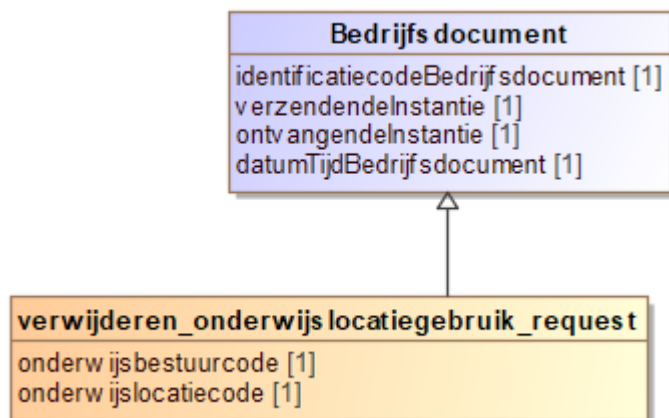 Bedrijfsdocument
identificatiecodeBedrijfsdocument [1]
verzendendeInstantie [1]
ontvangendeInstantie [1]
datumTijdBedrijfsdocument [1]
verwijderen_onderwijslocatiegebruik_request
onderwijsbestuurcode [1]
onderwijslocatiecode [1]